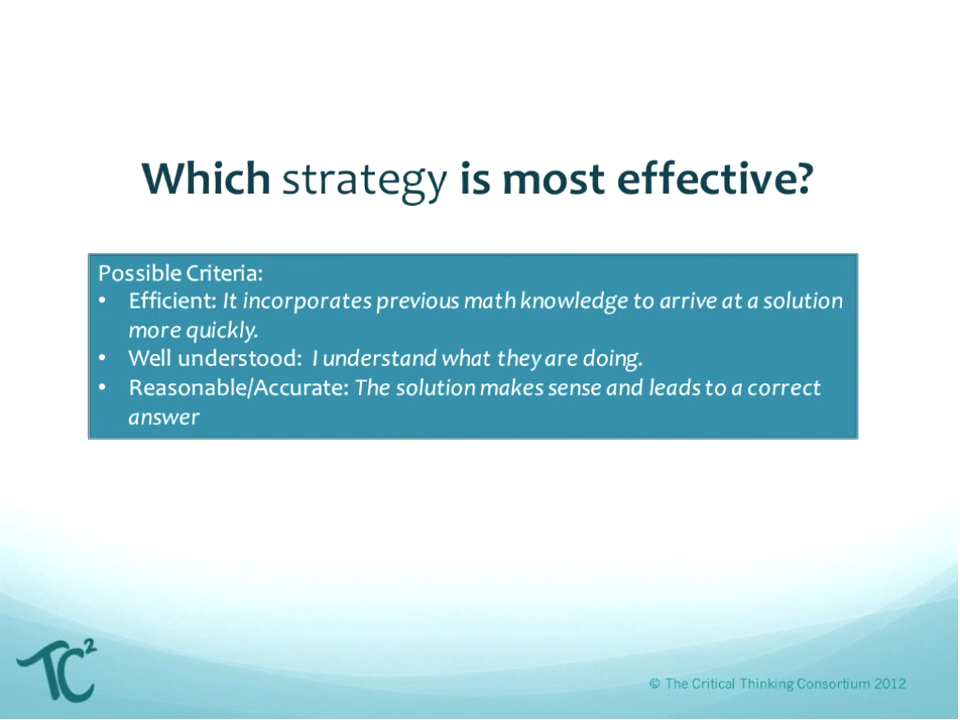 Which strategy is most effective?
Possible Criteria:
• Efficient: It incorporates previous math knowledge to arrive at a solution
more quickly.
• Well understood: I understand what they are doing.
• Reasonable/Accurate: The solution makes sense and leads to a correct
answer
TC2
© The Critical Thinking Consortium 2012